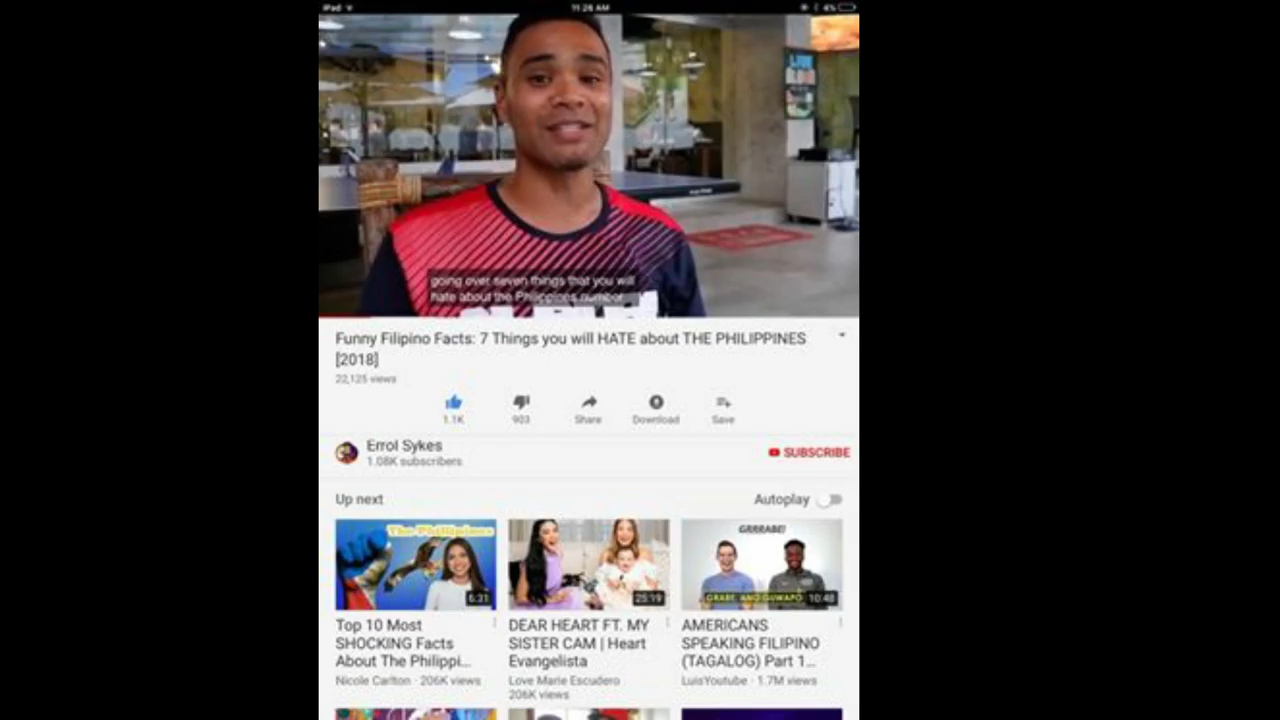 iPad
11:26 AM
4%
going over seven things that you will
hate about the Philippines number
Funny Filipino Facts: 7 Things you will HATE about THE PHILIPPINES
[2018]
22,125 views
1.1K
903
Share
Download
Save
Errol Sykes
1.08K subscribers
SUBSCRIBE
Up next
Autoplay
The Philippines
6:31
25:19
GRRRABE!
GRABE, ANG GUWAPO
10:48
Top 10 Most
SHOCKING Facts
About The Philippi...
Nicole Carlton · 206K views
DEAR HEART FT. MY
SISTER CAM | Heart
Evangelista
Love Marie Escudero
206K views
AMERICANS
SPEAKING FILIPINO
(TAGALOG) Part 1...
LuisYoutube · 1.7M views